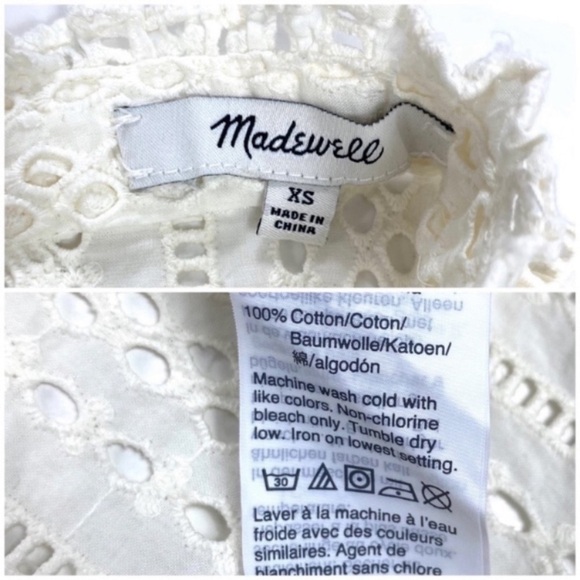 Madewell
XS
MADE IN
CHINA
100% Cotton/Coton/
Baumwolle/Katoen/
綿/algodón
Machine wash cold with
like colors. Non-chlorine
bleach only. Tumble dry
low. Iron on lowest setting.
30
Laver à la machine à l'eau
froide avec des couleurs
similaires. Agent de
blanchiment sans chlore